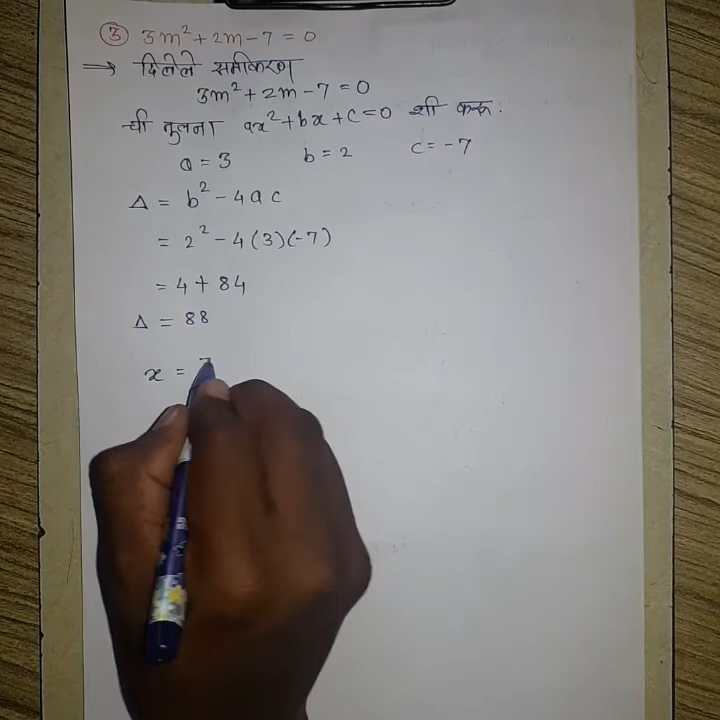 ③ 3m² + 2m - 7 = 0
⇒ दिलेले समीकरण
3m² + 2m - 7 = 0
ची तुलना ax² + bx + c = 0 शी करू.
a = 3 b = 2 c = -7
Δ = b² - 4ac
= 2² - 4(3)(-7)
= 4 + 84
Δ = 88
x =